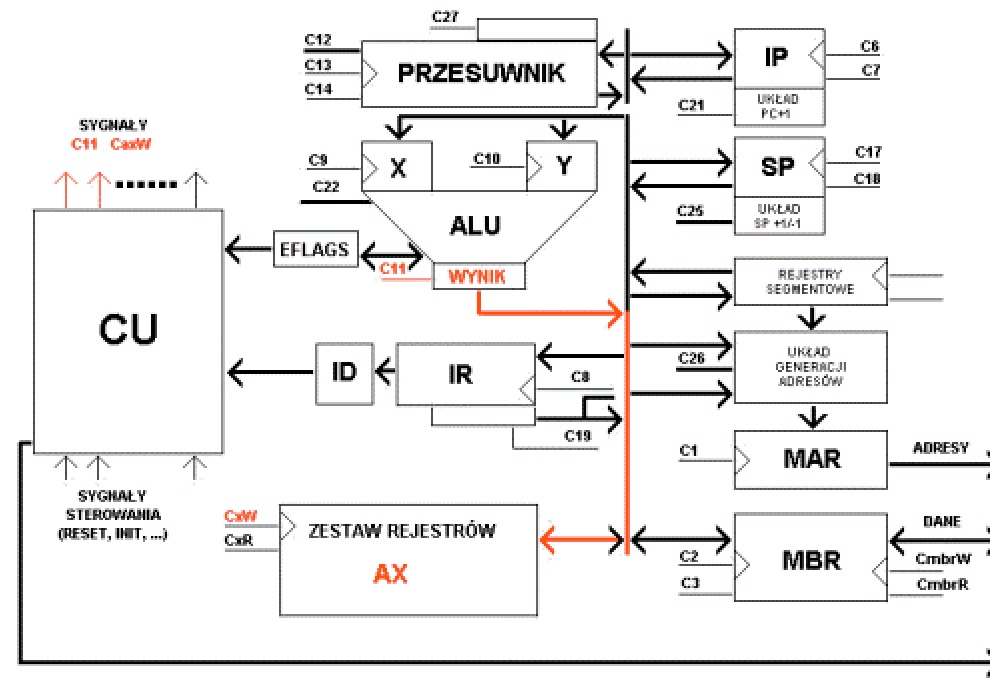 C27
C12
C13
C14
PRZESUWNIK
IP
C6
C7
C21
UKŁAD
PC+1
SYGNAŁY
C11 CaxW
C9
X
C10
Y
C22
ALU
SP
C17
C18
C25
UKŁAD
SP +1/-1
EFLAGS
C11
WYNIK
REJESTRY
SEGMENTOWE
CU
ID
IR
C8
C19
C26
UKŁAD
GENERACJI
ADRESÓW
C1
MAR
ADRESY
SYGNAŁY
STEROWANIA
(RESET, INIT, ...)
CxW
CxR
ZESTAW REJESTRÓW
AX
C2
C3
MBR
DANE
CmbrW
CmbrR